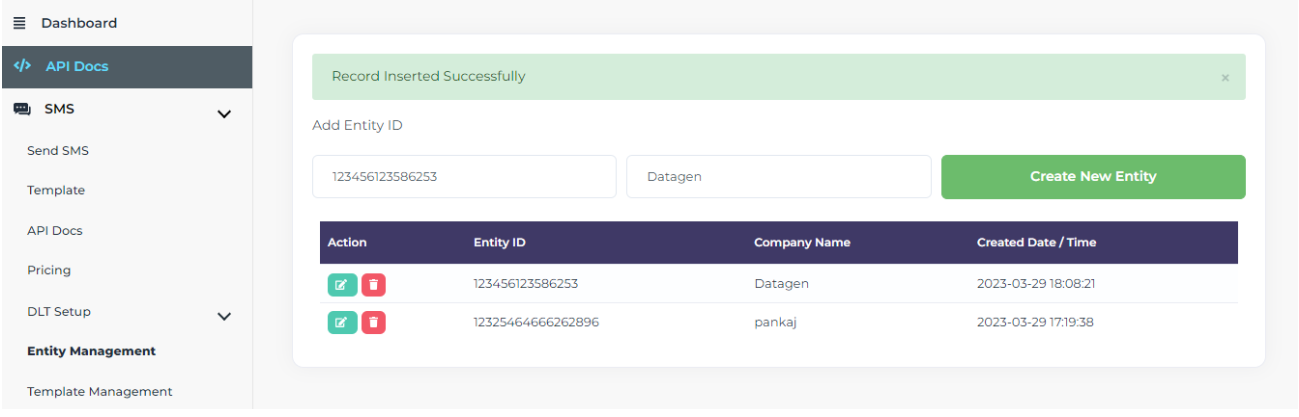 Dashboard
API Docs
SMS
Send SMS
Template
API Docs
Pricing
DLT Setup
Entity Management
Template Management
Record Inserted Successfully ×
Add Entity ID
123456123586253 Datagen Create New Entity
Action Entity ID Company Name Created Date / Time
123456123586253 Datagen 2023-03-29 18:08:21
12325464666262896 pankaj 2023-03-29 17:19:38